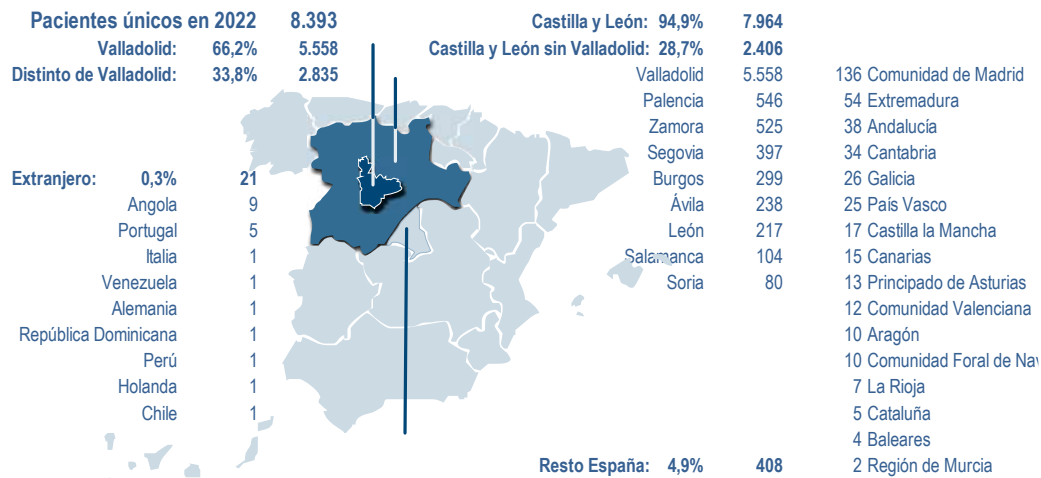 Pacientes únicos en 2022 8.393
Valladolid: 66,2% 5.558
Distinto de Valladolid: 33,8% 2.835
Extranjero: 0,3% 21
Angola 9
Portugal 5
Italia 1
Venezuela 1
Alemania 1
República Dominicana 1
Perú 1
Holanda 1
Chile 1
Castilla y León: 94,9% 7.964
Castilla y León sin Valladolid: 28,7% 2.406
Valladolid 5.558
Palencia 546
Zamora 525
Segovia 397
Burgos 299
Ávila 238
León 217
Salamanca 104
Soria 80
Resto España: 4,9% 408
136 Comunidad de Madrid
54 Extremadura
38 Andalucía
34 Cantabria
26 Galicia
25 País Vasco
17 Castilla la Mancha
15 Canarias
13 Principado de Asturias
12 Comunidad Valenciana
10 Aragón
10 Comunidad Foral de Nav
7 La Rioja
5 Cataluña
4 Baleares
2 Región de Murcia